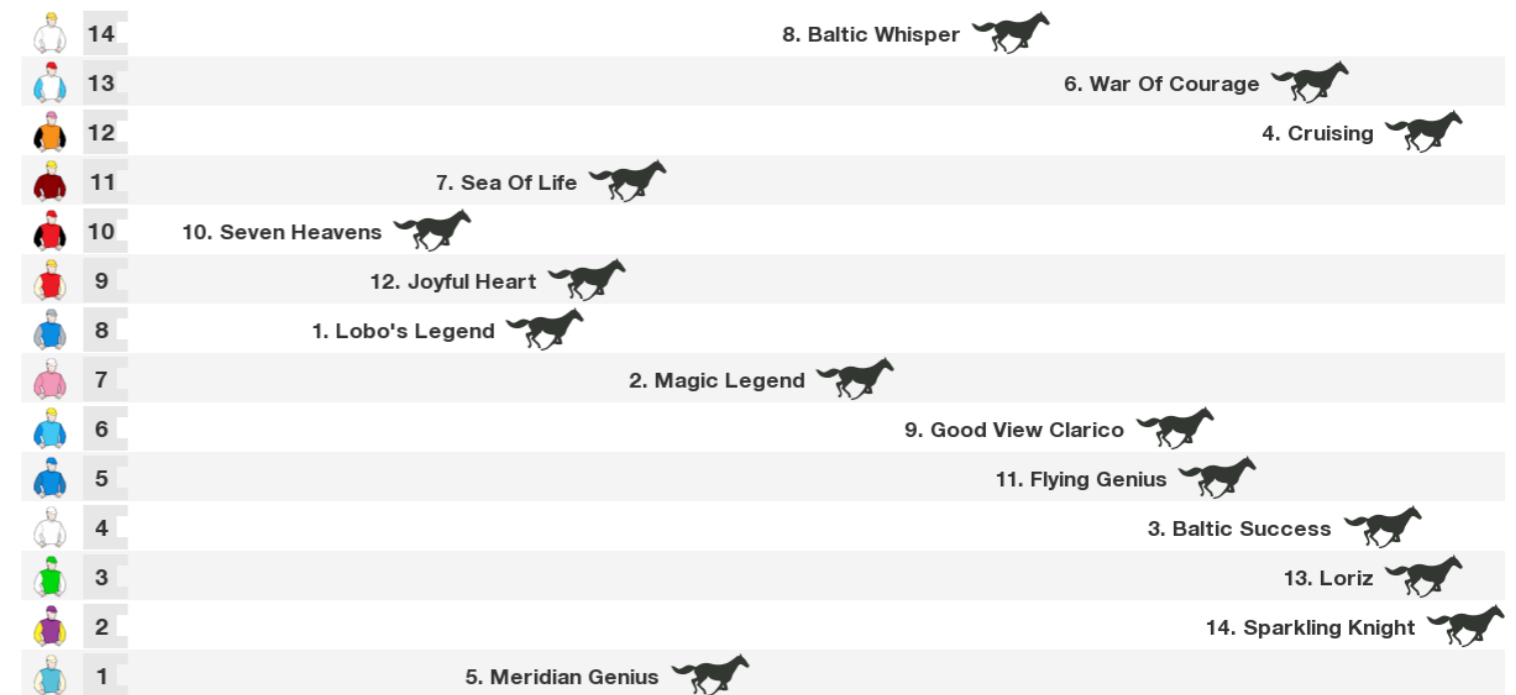 14 8. Baltic Whisper
13 6. War Of Courage
12 4. Cruising
11 7. Sea Of Life
10 10. Seven Heavens
9 12. Joyful Heart
8 1. Lobo's Legend
7 2. Magic Legend
6 9. Good View Clarico
5 11. Flying Genius
4 3. Baltic Success
3 13. Loriz
2 14. Sparkling Knight
1 5. Meridian Genius